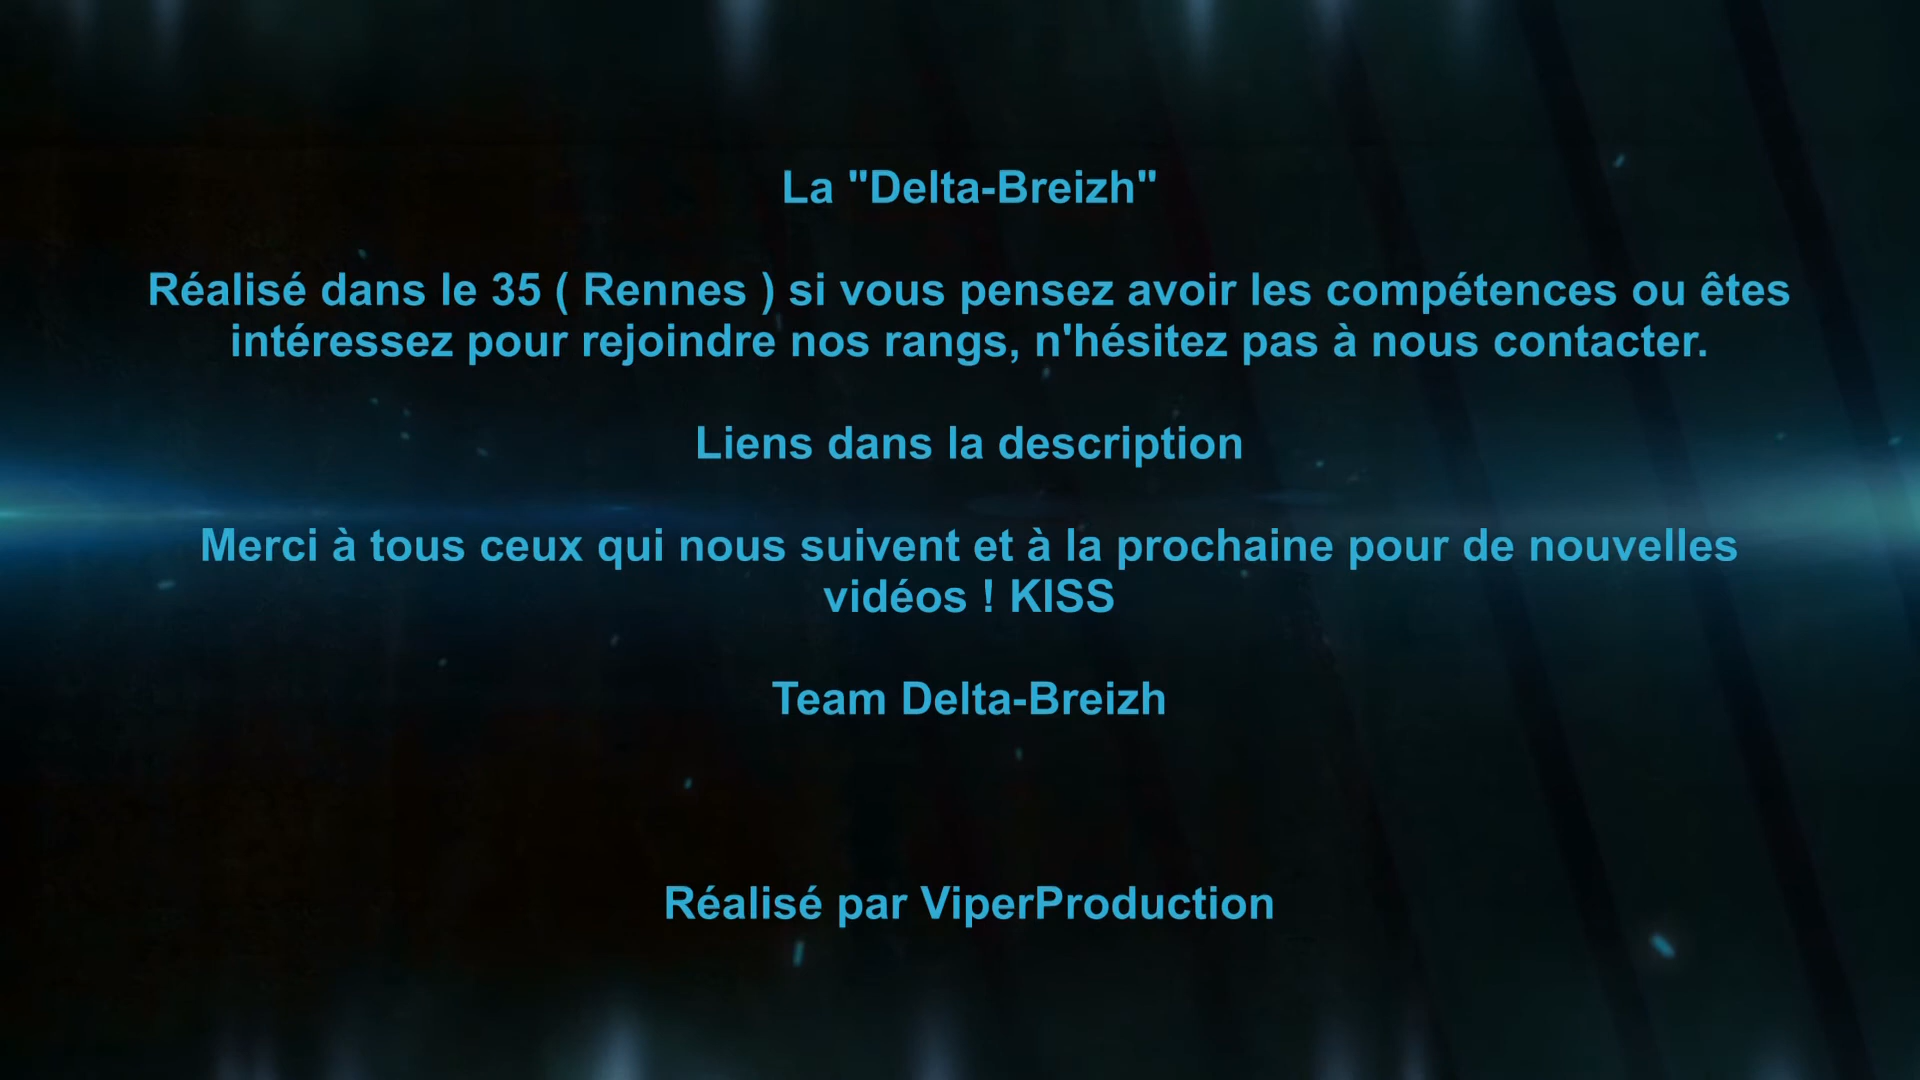 La "Delta-Breizh"
Réalisé dans le 35 ( Rennes ) si vous pensez avoir les compétences ou êtes
intéressez pour rejoindre nos rangs, n'hésitez pas à nous contacter.
Liens dans la description
Merci à tous ceux qui nous suivent et à la prochaine pour de nouvelles
vidéos ! KISS
Team Delta-Breizh
Réalisé par ViperProduction